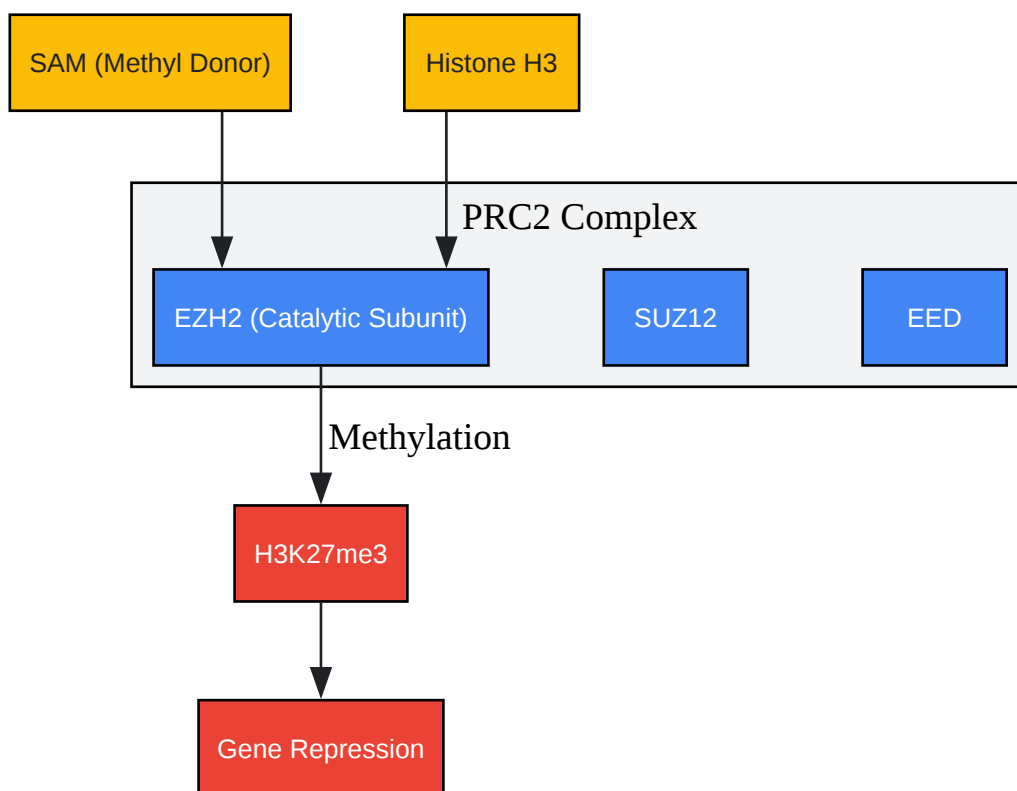 SAM (Methyl Donor)
Histone H3
PRC2 Complex
EZH2 (Catalytic Subunit)
SUZ12
EED
Methylation
H3K27me3
Gene Repression